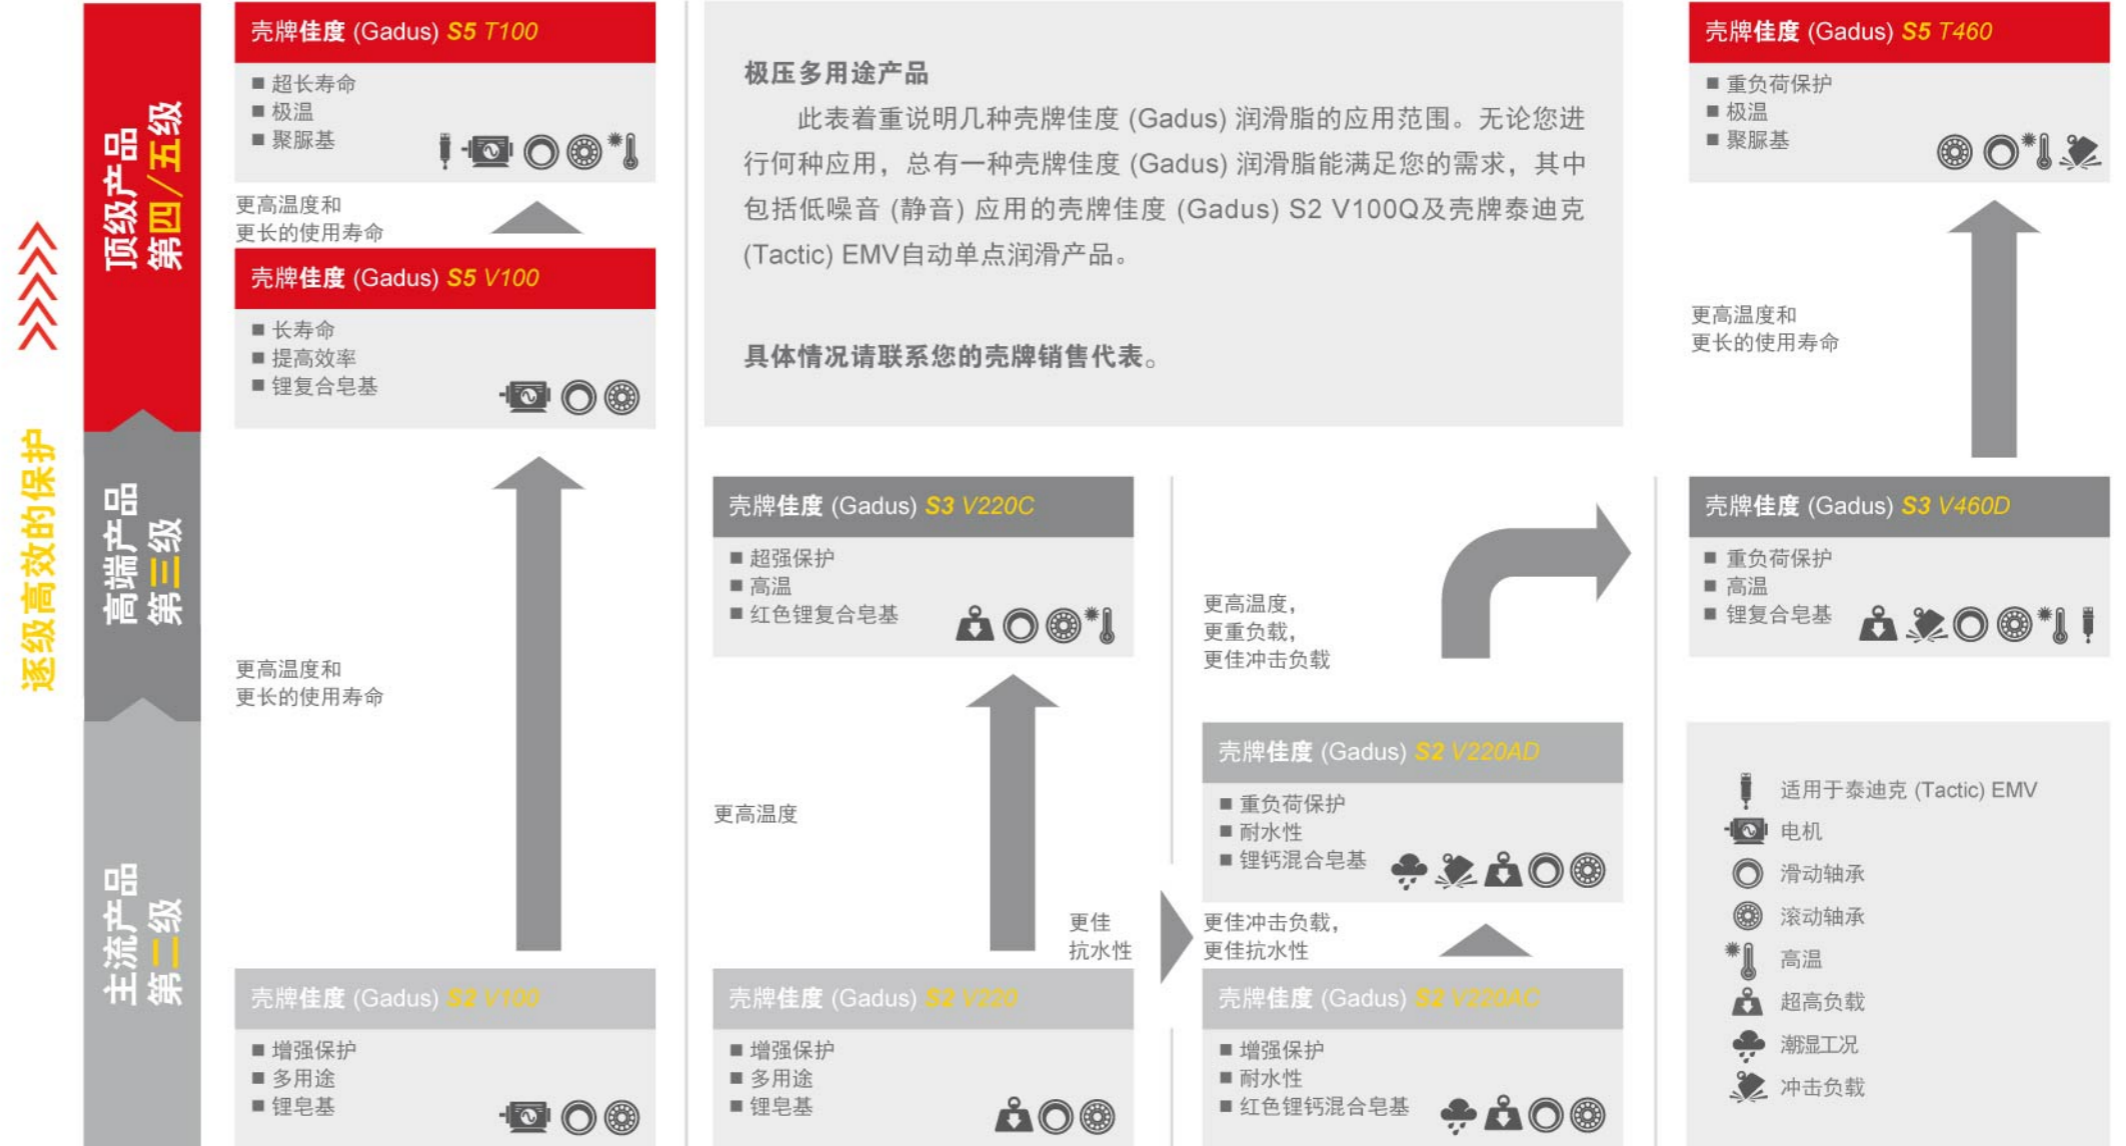 逐级高效的保护
顶级产品
第四/五级
高端产品
第三级
主流产品
第二级
壳牌佳度 (Gadus) S5 T100
■ 超长寿命
■ 极温
■ 聚脲基
更高温度和
更长的使用寿命
壳牌佳度 (Gadus) S5 V100
■ 长寿命
■ 提高效率
■ 锂复合皂基
更高温度和
更长的使用寿命
壳牌佳度 (Gadus) S2 V100
■ 增强保护
■ 多用途
■ 锂皂基
极压多用途产品
此表着重说明几种壳牌佳度 (Gadus) 润滑脂的应用范围。无论您进
行何种应用，总有一种壳牌佳度 (Gadus) 润滑脂能满足您的需求，其中
包括低噪音 (静音) 应用的壳牌佳度 (Gadus) S2 V100Q及壳牌泰迪克
(Tactic) EMV自动单点润滑产品。
具体情况请联系您的壳牌销售代表。
壳牌佳度 (Gadus) S3 V220C
■ 超强保护
■ 高温
■ 红色锂复合皂基
更高温度
更佳
抗水性
壳牌佳度 (Gadus) S2 V220
■ 增强保护
■ 多用途
■ 锂皂基
更高温度，
更重负载，
更佳冲击负载
壳牌佳度 (Gadus) S2 V220AD
■ 重负荷保护
■ 耐水性
■ 锂钙混合皂基
更佳冲击负载，
更佳抗水性
壳牌佳度 (Gadus) S2 V220AC
■ 增强保护
■ 耐水性
■ 红色锂钙混合皂基
壳牌佳度 (Gadus) S5 T460
■ 重负荷保护
■ 极温
■ 聚脲基
更高温度和
更长的使用寿命
壳牌佳度 (Gadus) S3 V460D
■ 重负荷保护
■ 高温
■ 锂复合皂基
适用于泰迪克 (Tactic) EMV
电机
滑动轴承
滚动轴承
高温
超高负载
潮湿工况
冲击负载